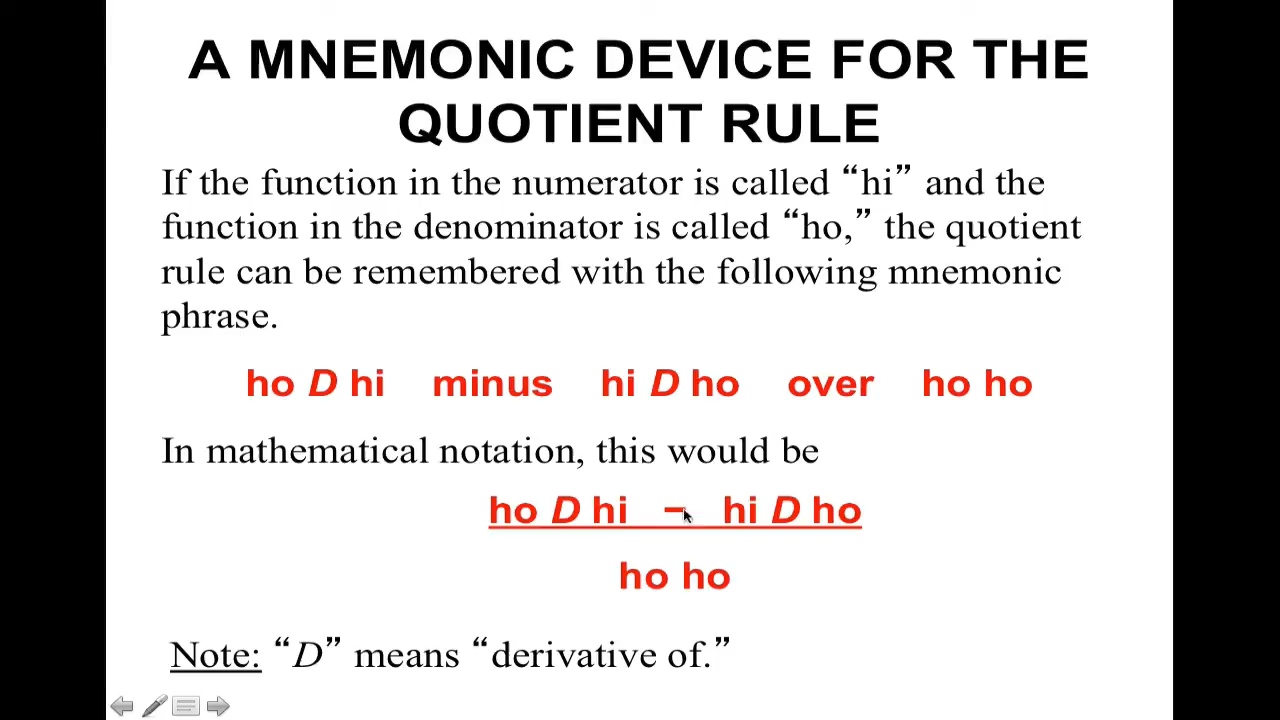 A MNEMONIC DEVICE FOR THE
QUOTIENT RULE
If the function in the numerator is called “hi” and the
function in the denominator is called “ho,” the quotient
rule can be remembered with the following mnemonic
phrase.
ho D hi minus hi D ho over ho ho
In mathematical notation, this would be
ho D hi – hi D ho
ho ho
Note: “D” means “derivative of.”